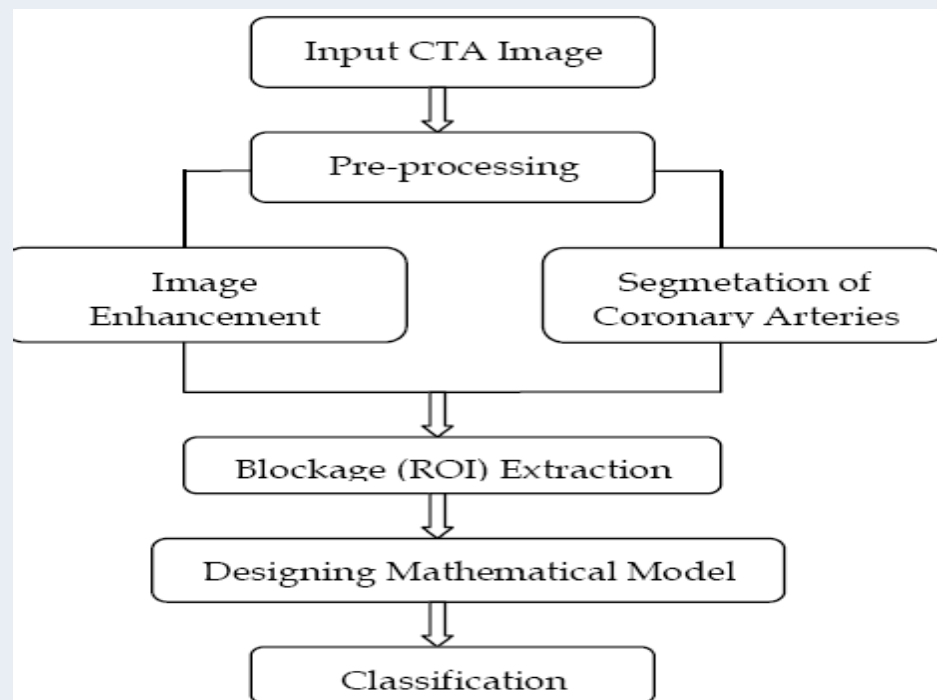 Input CTA Image
Pre-processing
Image
Enhancement
Segmetation of
Coronary Arteries
Blockage (ROI) Extraction
Designing Mathematical Model
Classification